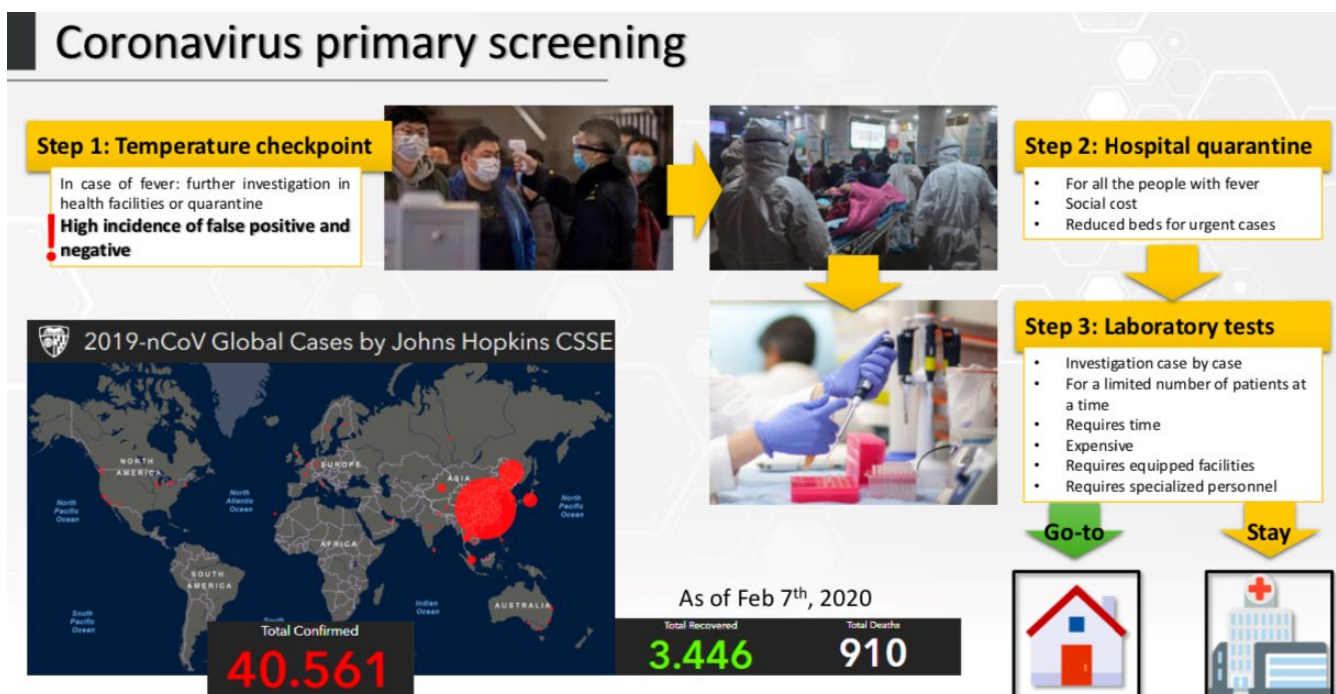 Coronavirus primary screening
Step 1: Temperature checkpoint
In case of fever: further investigation in
health facilities or quarantine
! High incidence of false positive and
negative
Step 2: Hospital quarantine
• For all the people with fever
• Social cost
• Reduced beds for urgent cases
Step 3: Laboratory tests
• Investigation case by case
• For a limited number of patients at
a time
• Requires time
• Expensive
• Requires equipped facilities
• Requires specialized personnel
Go-to
Stay
2019-nCoV Global Cases by Johns Hopkins CSSE
NORTH
AMERICA
EUROPE
ASIA
North
Pacific
Ocean
North
Atlantic
Ocean
North
Pacific
Ocean
AFRICA
SOUTH
AMERICA
South
Pacific
Ocean
Indian
Ocean
AUSTRALIA
Total Confirmed
40.561
As of Feb 7th, 2020
Total Recovered
3.446
Total Deaths
910